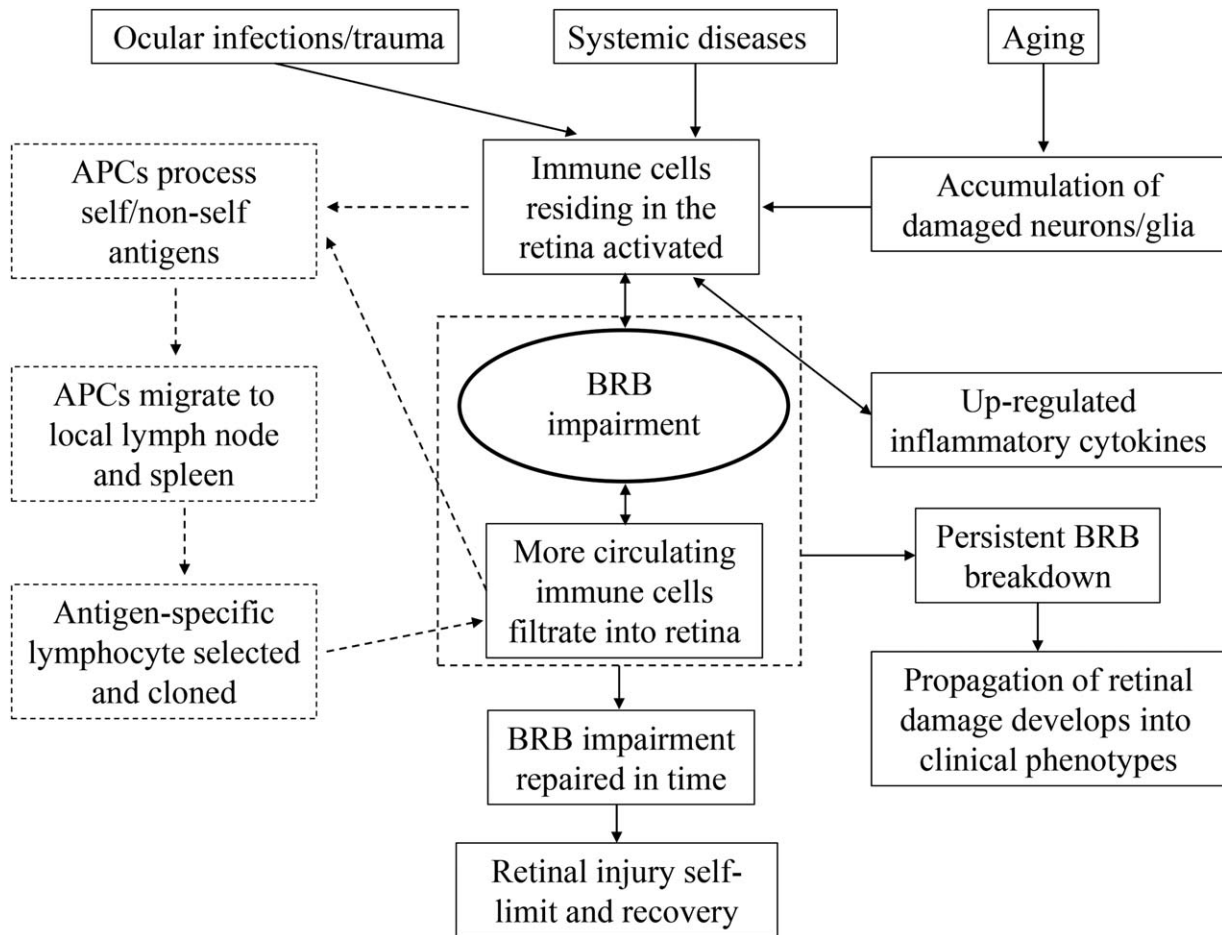 Ocular infections/trauma
Systemic diseases
Aging
APCs process
self/non-self
antigens
Immune cells
residing in the
retina activated
Accumulation of
damaged neurons/glia
APCs migrate to
local lymph node
and spleen
BRB
impairment
Up-regulated
inflammatory cytokines
Antigen-specific
lymphocyte selected
and cloned
More circulating
immune cells
filtrate into retina
Persistent BRB
breakdown
Propagation of retinal
damage develops into
clinical phenotypes
BRB impairment
repaired in time
Retinal injury self-
limit and recovery